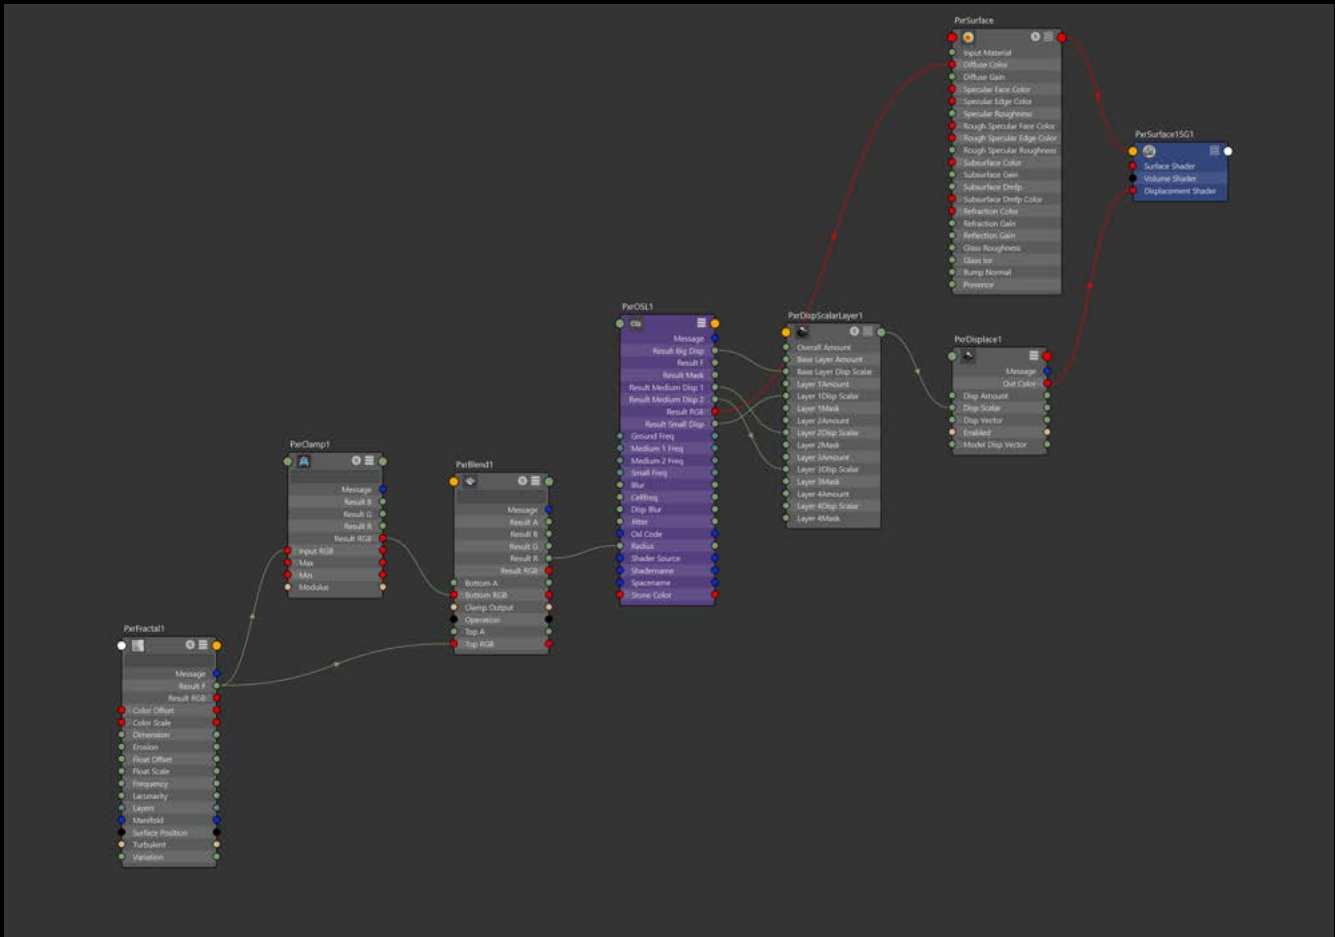 PxrSurface
Input Material
Diffuse Color
Diffuse Gain
Specular Face Color
Specular Edge Color
Specular Roughness
Rough Specular Face Color
Rough Specular Edge Color
Rough Specular Roughness
Subsurface Color
Subsurface Gain
Subsurface Dmfp
Subsurface Dmfp Color
Refraction Color
Refraction Gain
Reflection Gain
Glass Roughness
Glass Ior
Bump Normal
Presence
PxrSurface1SG1
Surface Shader
Volume Shader
Displacement Shader
PxrOSL1
OSL
Message
Result Big Disp
Result F
Result Mask
Result Medium Disp 1
Result Medium Disp 2
Result RGB
Result Small Disp
Ground Freq
Medium 1 Freq
Medium 2 Freq
Small Freq
Blur
Cellfreq
Disp Blur
Jitter
Osl Code
Radius
Shader Source
Shadername
Spacename
Stone Color
PxrDispScalarLayer1
S
Overall Amount
Base Layer Amount
Base Layer Disp Scalar
Layer 1Amount
Layer 1Disp Scalar
Layer 1Mask
Layer 2Amount
Layer 2Disp Scalar
Layer 2Mask
Layer 3Amount
Layer 3Disp Scalar
Layer 3Mask
Layer 4Amount
Layer 4Disp Scalar
Layer 4Mask
PxrDisplace1
Message
Out Color
Disp Amount
Disp Scalar
Disp Vector
Enabled
Model Disp Vector
PxrClamp1
S
Message
Result B
Result G
Result R
Result RGB
Input RGB
Max
Min
Modulus
PxrBlend1
S
Message
Result A
Result B
Result G
Result R
Result RGB
Bottom A
Bottom RGB
Clamp Output
Operation
Top A
Top RGB
PxrFractal1
S
Message
Result F
Result RGB
Color Offset
Color Scale
Dimension
Erosion
Float Offset
Float Scale
Frequency
Lacunarity
Layers
Manifold
Surface Position
Turbulent
Variation